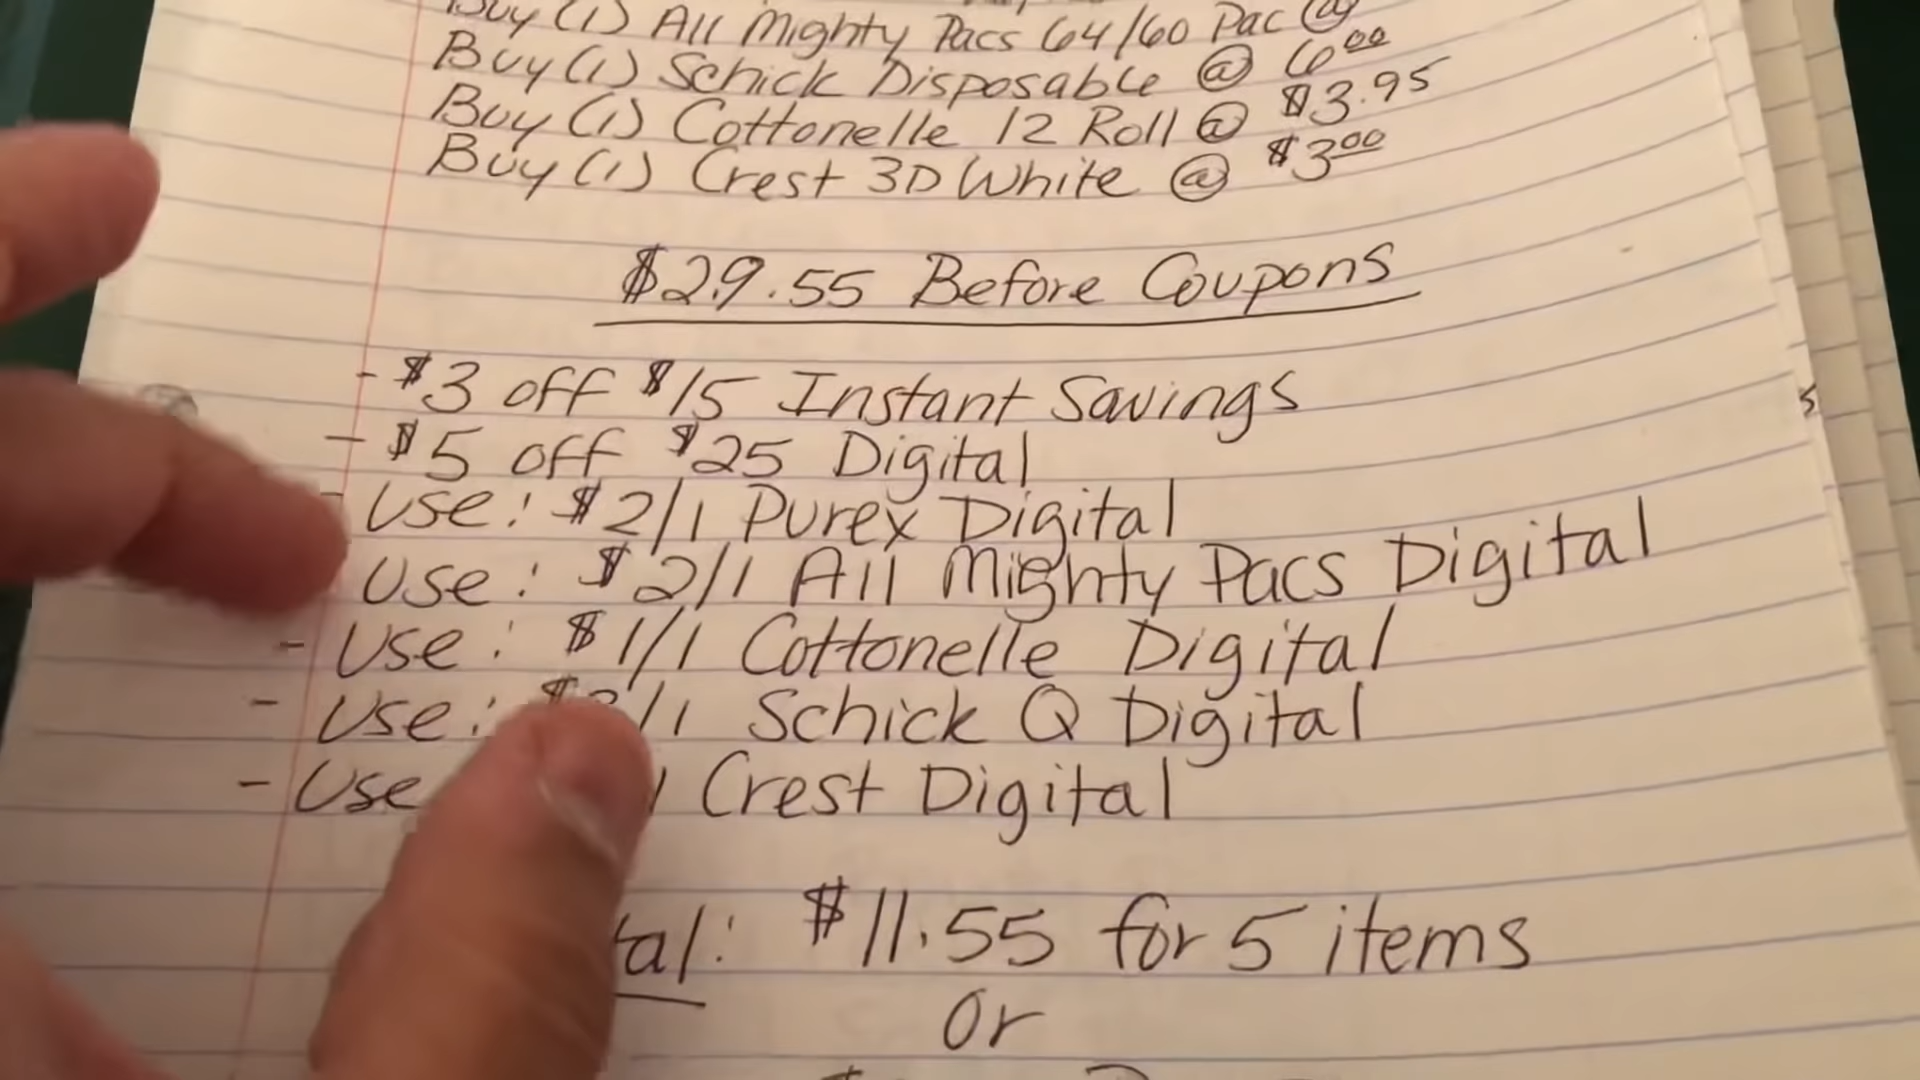 Buy (1) All Mighty Pacs 64/60 Pac @
Buy (1) Schick Disposable @ 6.00
Buy (1) Cottonelle 12 Roll @ $3.95
Buy (1) Crest 3D White @ $3.00
$29.55 Before Coupons
- $3 off $15 Instant Savings
- $5 off $25 Digital
- Use: $2/1 Purex Digital
Use: $2/1 All Mighty Pacs Digital
- Use: $1/1 Cottonelle Digital
- Use: /1 Schick Q Digital
- Use Crest Digital
tal: $11.55 for 5 items
or